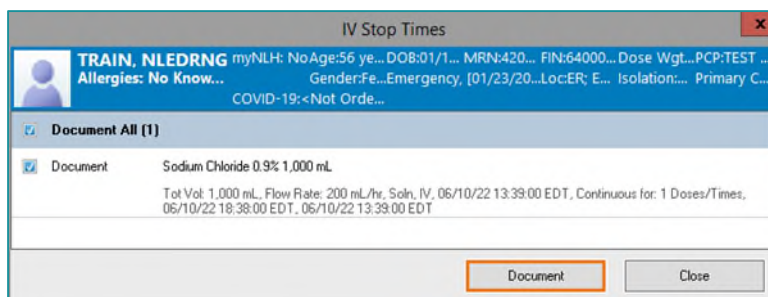 IV Stop Times
x
TRAIN, NLEDRNG myNLH: No Age:56 ye... DOB:01/1... MRN:420... FIN:64000... Dose Wgt... PCP:TEST ...
Allergies: No Know... Gender:Fe... Emergency, [01/23/20... Loc:ER; E... Isolation:... Primary C...
COVID-19:<Not Orde...
Document All (1)
Document Sodium Chloride 0.9% 1,000 mL
Tot Vol: 1,000 mL, Flow Rate: 200 mL/hr, Soln, IV, 06/10/22 13:39:00 EDT, Continuous for: 1 Doses/Times,
06/10/22 18:38:00 EDT, 06/10/22 13:39:00 EDT
Document Close